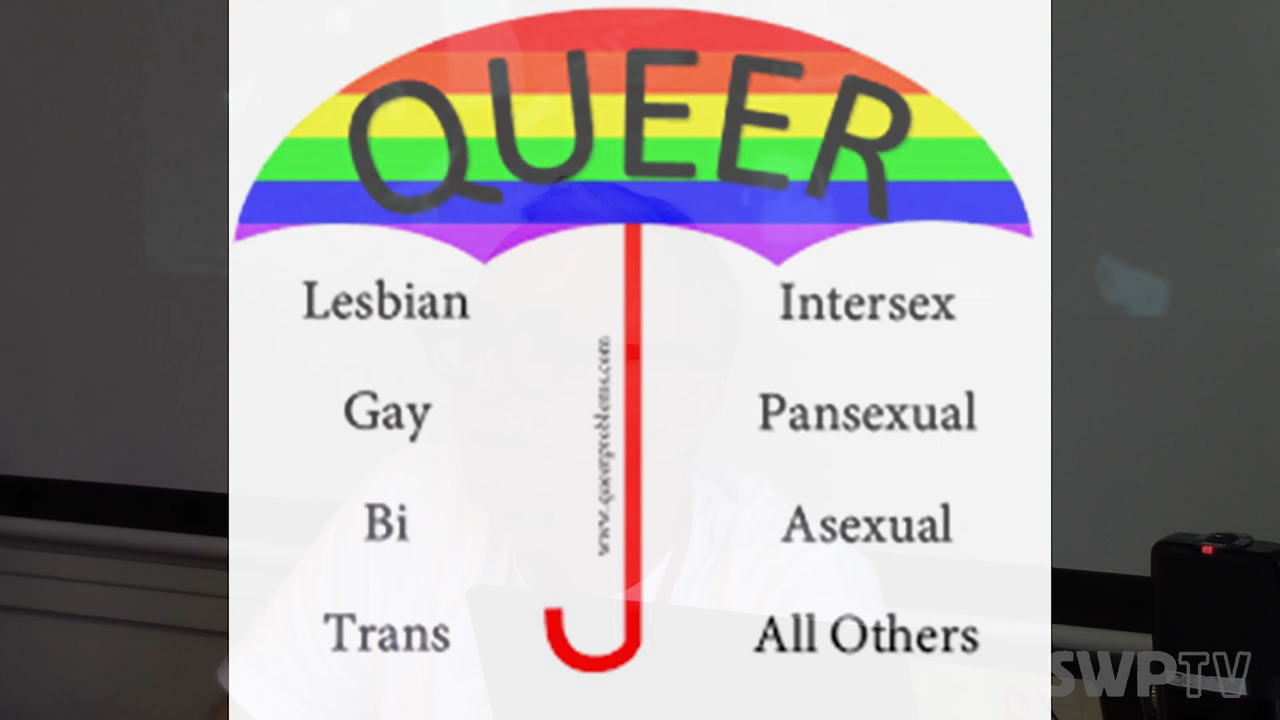 QUEER
Lesbian
Gay
Bi
Trans
www.queerproblems.com
Intersex
Pansexual
Asexual
All Others
SWPTV